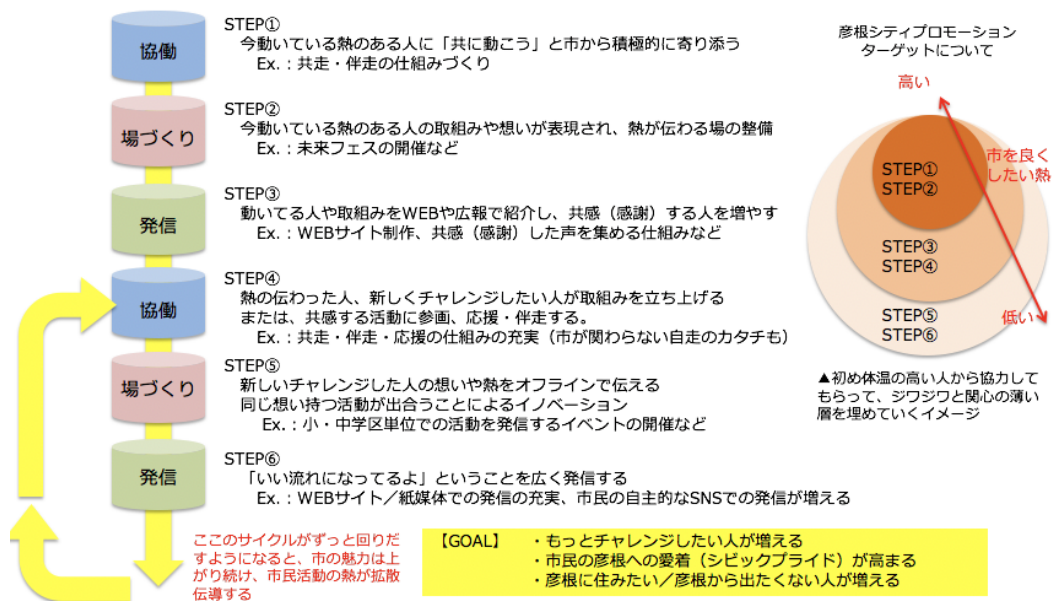 協働
STEP①
今動いている熱のある人に「共に動こう」と市から積極的に寄り添う
Ex.：共走・伴走の仕組みづくり
場づくり
STEP②
今動いている熱のある人の取組みや想いが表現され、熱が伝わる場の整備
Ex.：未来フェスの開催など
発信
STEP③
動いてる人や取組みをWEBや広報で紹介し、共感（感謝）する人を増やす
Ex.：WEBサイト制作、共感（感謝）した声を集める仕組みなど
協働
STEP④
熱の伝わった人、新しくチャレンジしたい人が取組みを立ち上げる
または、共感する活動に参画、応援・伴走する。
Ex.：共走・伴走・応援の仕組みの充実（市が関わらない自走のカタチも）
場づくり
STEP⑤
新しいチャレンジした人の想いや熱をオフラインで伝える
同じ想い持つ活動が出合うことによるイノベーション
Ex.：小・中学区単位での活動を発信するイベントの開催など
発信
STEP⑥
「いい流れになってるよ」ということを広く発信する
Ex.：WEBサイト／紙媒体での発信の充実、市民の自主的なSNSでの発信が増える
ここのサイクルがずっと回りだ
すようになると、市の魅力は上
がり続け、市民活動の熱が拡散
伝導する
【GOAL】 ・もっとチャレンジしたい人が増える
・市民の彦根への愛着（シビックプライド）が高まる
・彦根に住みたい／彦根から出たくない人が増える
彦根シティプロモーション
ターゲットについて
高い
市を良く
したい熱
STEP①
STEP②
STEP③
STEP④
STEP⑤
STEP⑥
低い
▲初め体温の高い人から協力して
もらって、ジワジワと関心の薄い
層を埋めていくイメージ